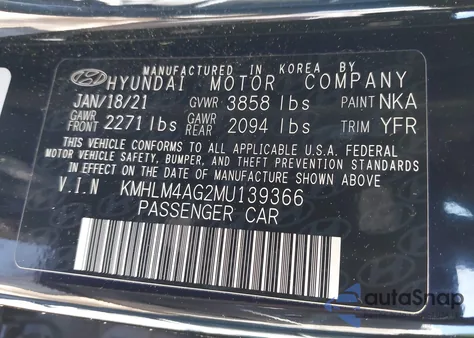 MANUFACTURED IN KOREA BY
HYUNDAI MOTOR COMPANY
JAN/18/21 GVWR 3858 lbs PAINT NKA
GAWR FRONT 2271 lbs GAWR REAR 2094 lbs TRIM YFR
THIS VEHICLE CONFORMS TO ALL APPLICABLE U.S.A. FEDERAL
MOTOR VEHICLE SAFETY, BUMPER, AND THEFT PREVENTION STANDARDS
IN EFFECT ON THE DATE OF MANUFACTURE SHOWN ABOVE
V.I.N KMHLM4AG2MU139366
PASSENGER CAR
autoSnap